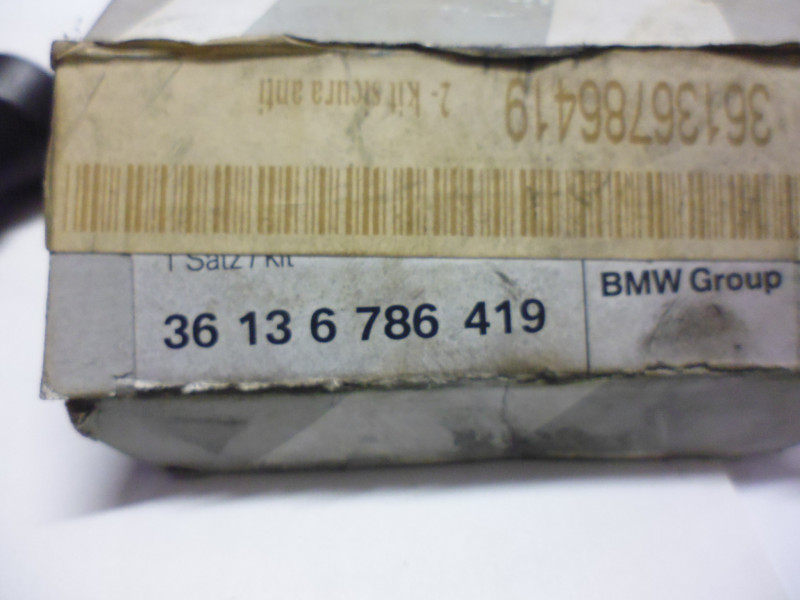 36136786419
2- kit sicura anti
1 Satz / Kit
BMW Group
36 13 6 786 419